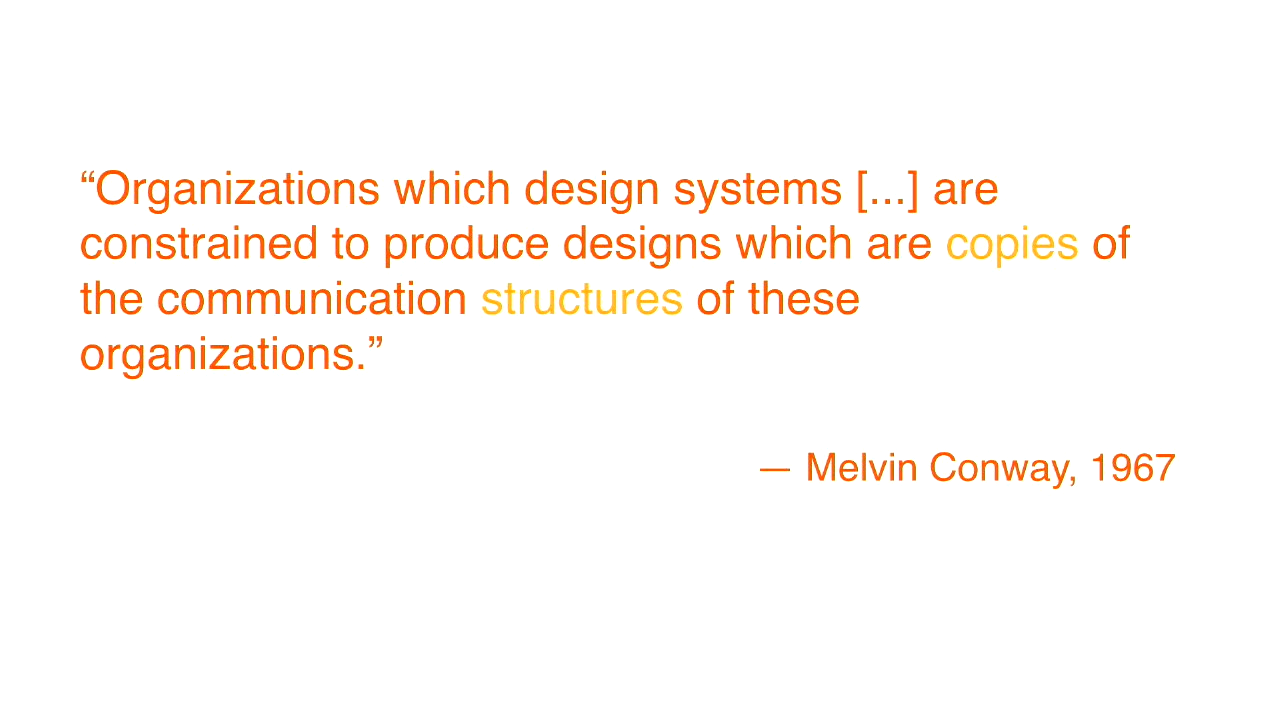 “Organizations which design systems [...] are
constrained to produce designs which are copies of
the communication structures of these
organizations.”
— Melvin Conway, 1967